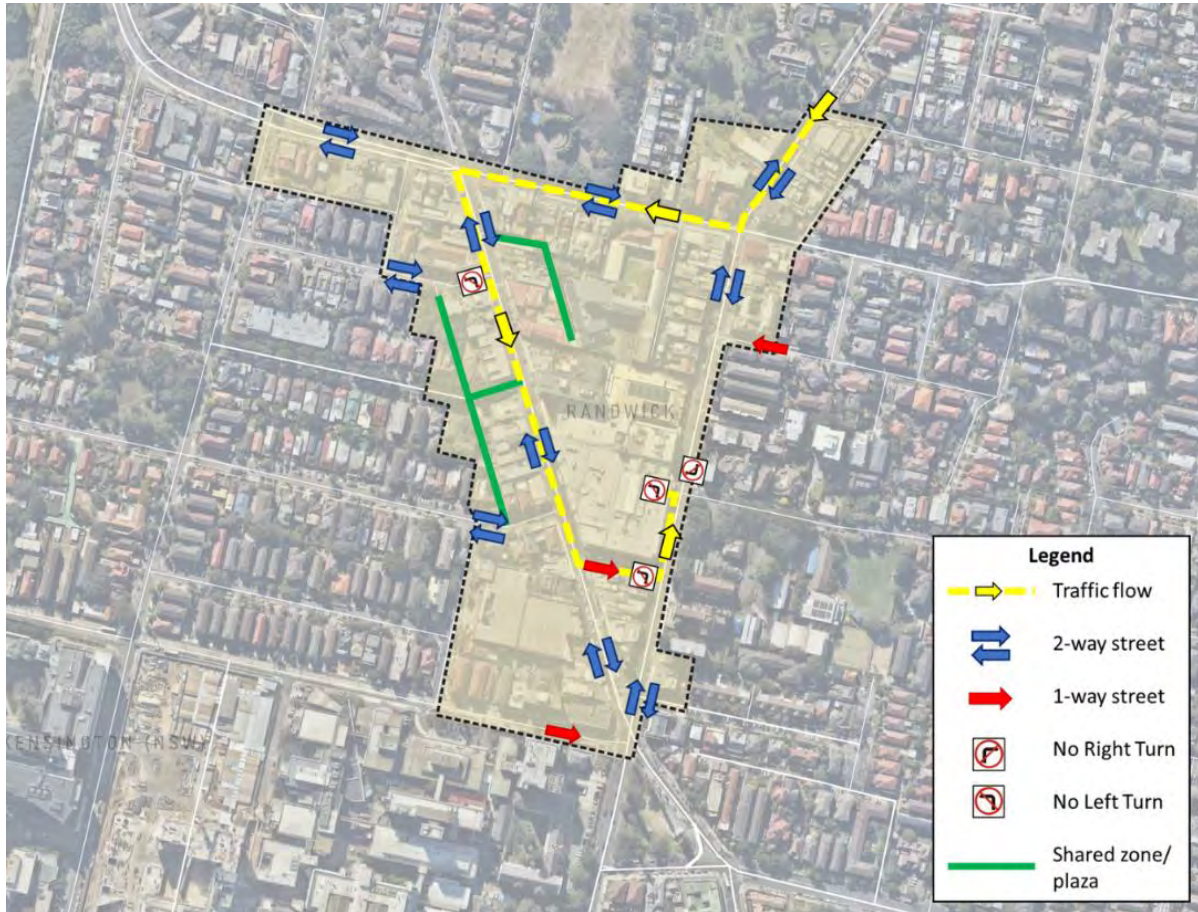 RANDWICK
KENSINGTON (NSW)
Legend
Traffic flow
2-way street
1-way street
No Right Turn
No Left Turn
Shared zone/
plaza